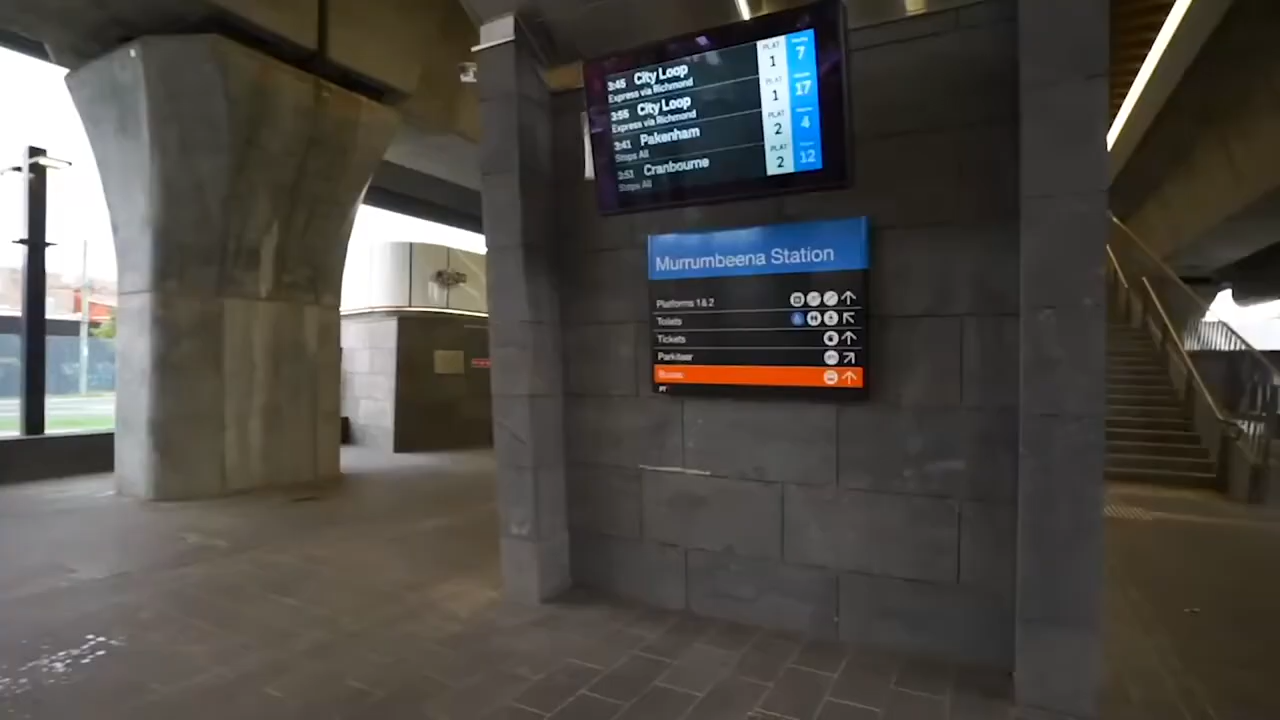 3:45 City Loop PLAT 1 7
Express via Richmond
3:55 City Loop PLAT 1 17
Express via Richmond
3:41 Pakenham PLAT 2 4
Stops All
3:51 Cranbourne PLAT 2 12
Stops All
Murrumbeena Station
Platforms 1&2
Toilets
Tickets
Parkiteer
Buses
PT